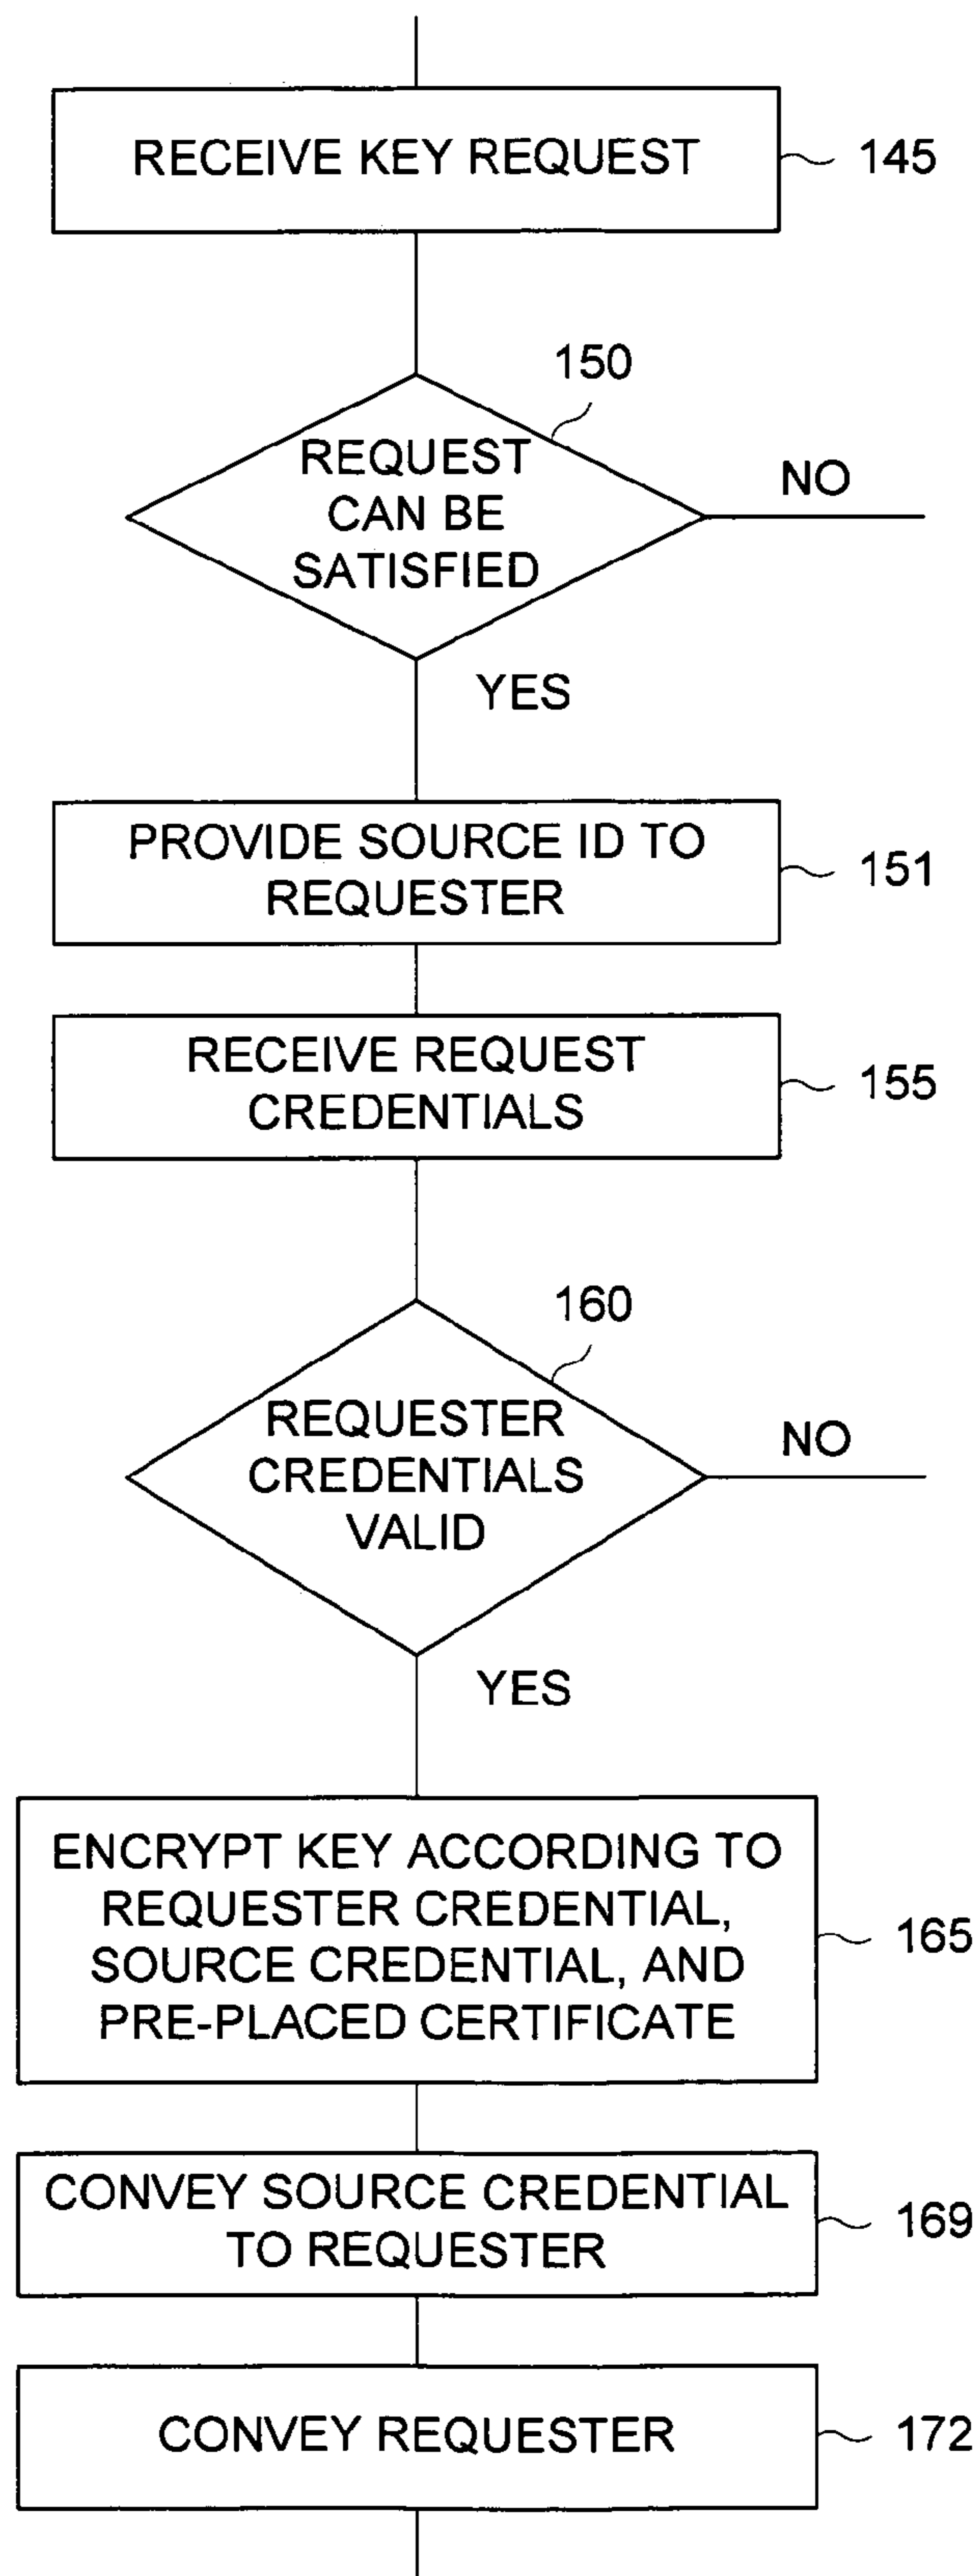 RECEIVE KEY REQUEST
145
150
REQUEST
CAN BE
SATISFIED
NO
YES
PROVIDE SOURCE ID TO
REQUESTER
151
RECEIVE REQUEST
CREDENTIALS
155
160
REQUESTER
CREDENTIALS
VALID
NO
YES
ENCRYPT KEY ACCORDING TO
REQUESTER CREDENTIAL,
SOURCE CREDENTIAL, AND
PRE-PLACED CERTIFICATE
165
CONVEY SOURCE CREDENTIAL
TO REQUESTER
169
CONVEY REQUESTER
172